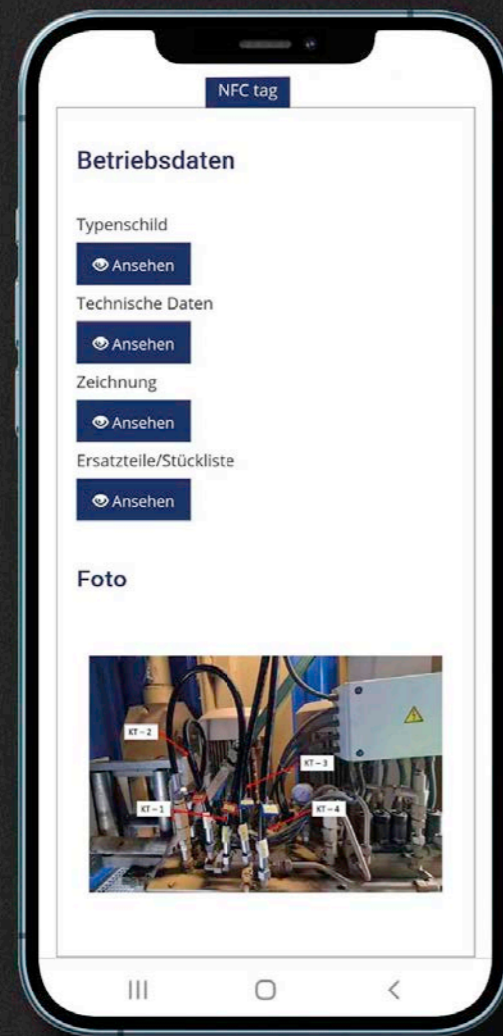 NFC tag
Betriebsdaten
Typenschild
Ansehen
Technische Daten
Ansehen
Zeichnung
Ansehen
Ersatzteile/Stückliste
Ansehen
Foto
KT – 2
KT – 3
KT – 1
KT – 4